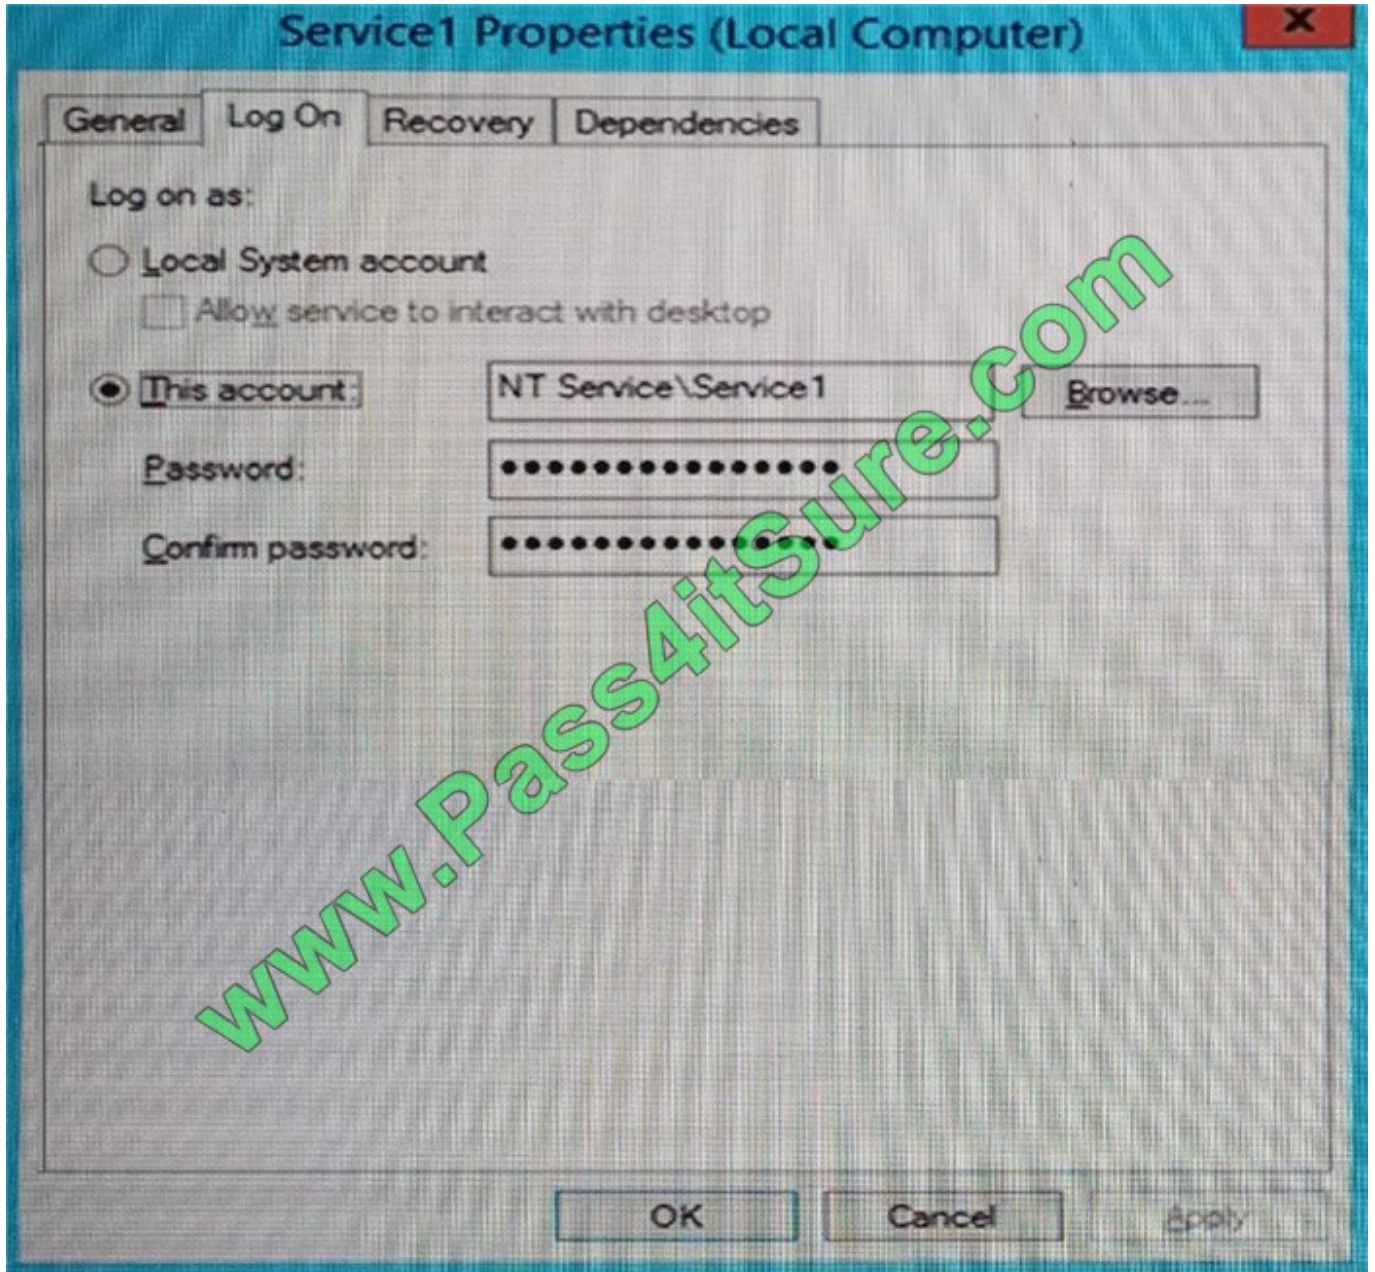 Service1 Properties (Local Computer)
X
General Log On Recovery Dependencies
Log on as:
Local System account
Allow service to interact with desktop
This account: NT Service\Service1 Browse...
Password: ●●●●●●●●●●●●●●●
Confirm password: ●●●●●●●●●●●●●●●
www.Pass4itSure.com
OK Cancel Apply